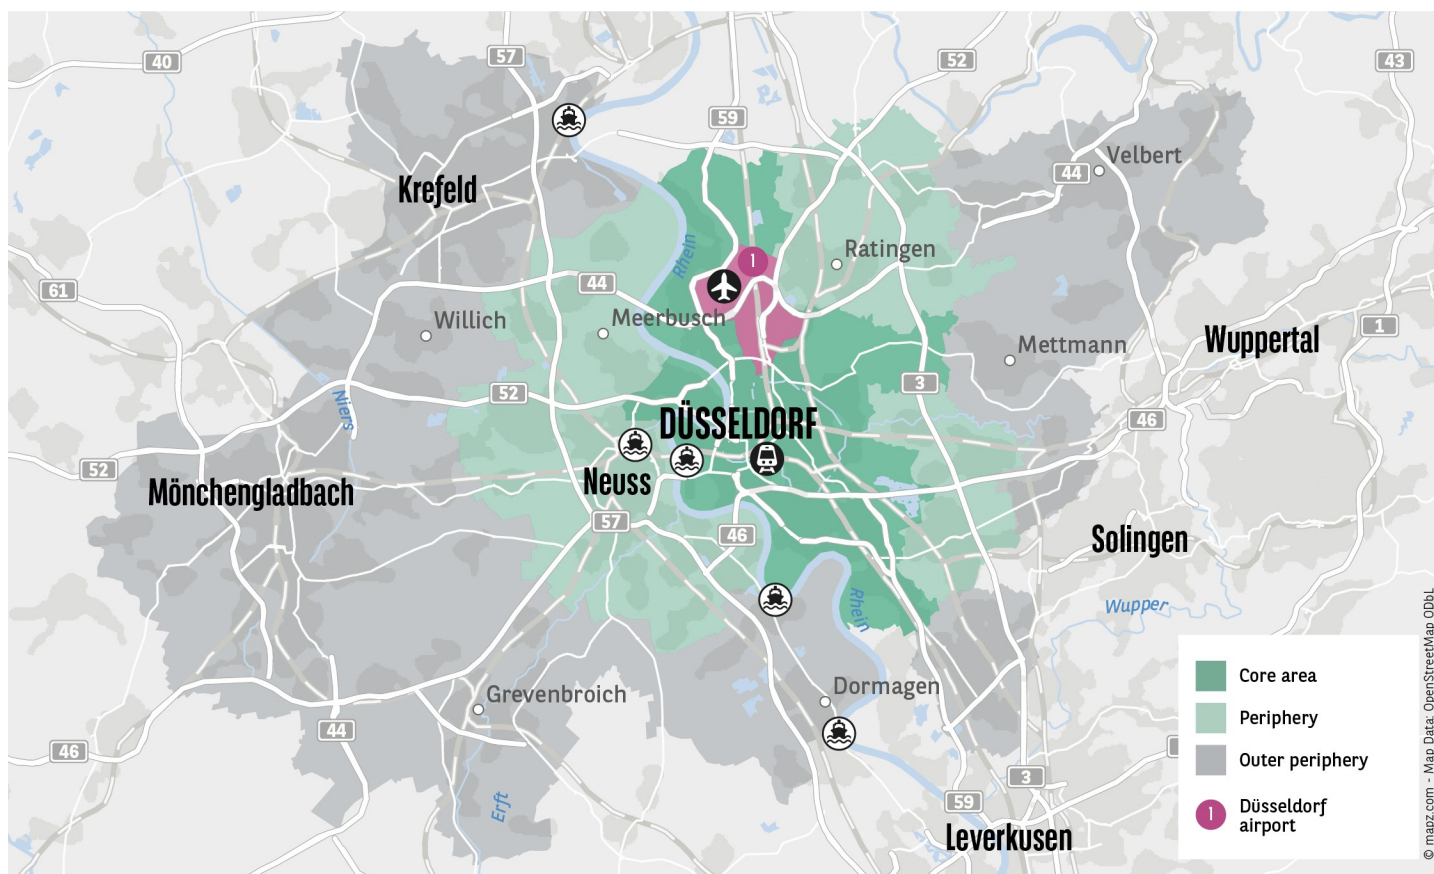 40
57
52
43
59
Velbert
44
Krefeld
Rhein
1
Ratingen
61
44
Willich
Meerbusch
1
Wuppertal
Mettmann
3
Niers
52
DÜSSELDORF
46
52
Neuss
Mönchengladbach
57
46
Solingen
Rhein
Wupper
Grevenbroich
Dormagen
44
46
Erft
3
59
Leverkusen
Core area
Periphery
Outer periphery
1
Düsseldorf
airport
© mapz.com - Map Data: OpenStreetMap ODbL